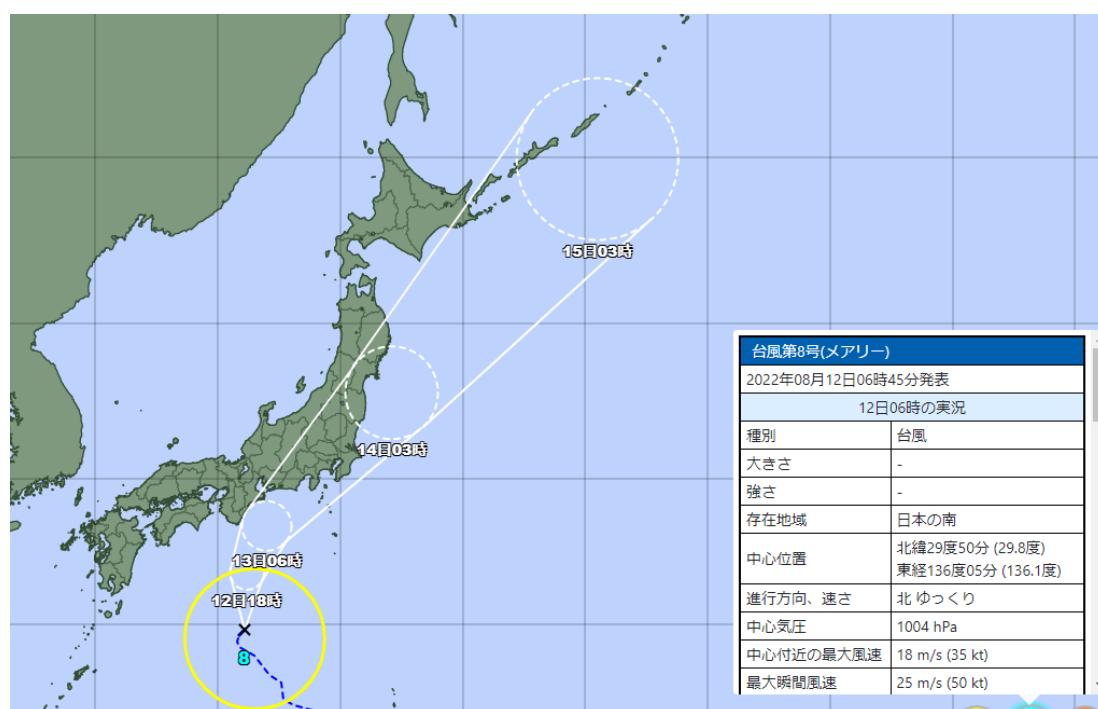 15日03時
14日03時
13日06時
12日18時
8
台風第8号(メアリー)
2022年08月12日06時45分発表
12日06時の実況
種別 台風
大きさ -
強さ -
存在地域 日本の南
中心位置 北緯29度50分 (29.8度)
東経136度05分 (136.1度)
進行方向、速さ 北 ゆっくり
中心気圧 1004 hPa
中心付近の最大風速 18 m/s (35 kt)
最大瞬間風速 25 m/s (50 kt)